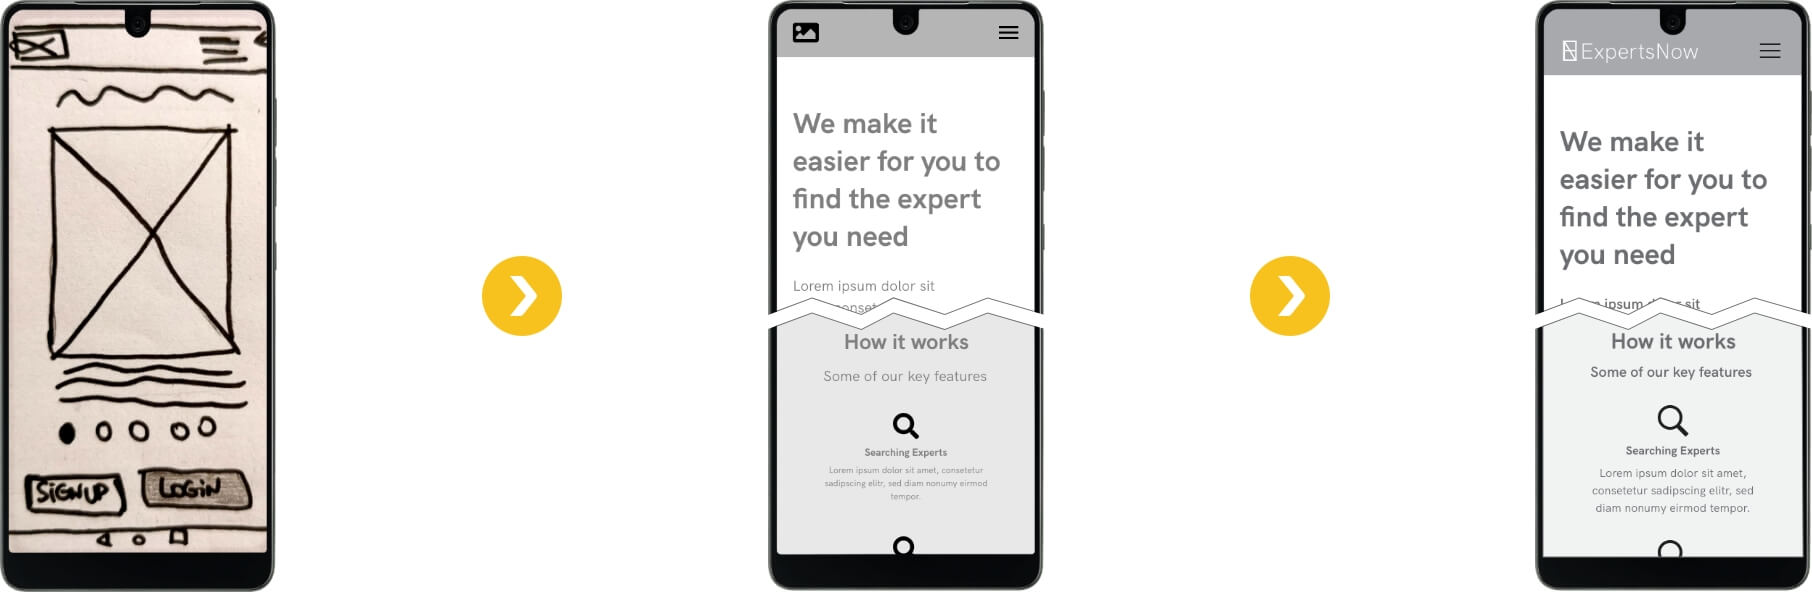 SIGNUP
LOGIN
We make it
easier for you to
find the expert
you need
Lorem ipsum dolor sit
How it works
Some of our key features
Searching Experts
Lorem ipsum dolor sit amet, consetetur
sadipscing elitr, sed diam nonumy eirmod
tempor.
ExpertsNow
We make it
easier for you to
find the expert
you need
ipsum sit
How it works
Some of our key features
Searching Experts
Lorem ipsum dolor sit amet,
consetetur sadipscing elitr, sed
diam nonumy eirmod tempor.